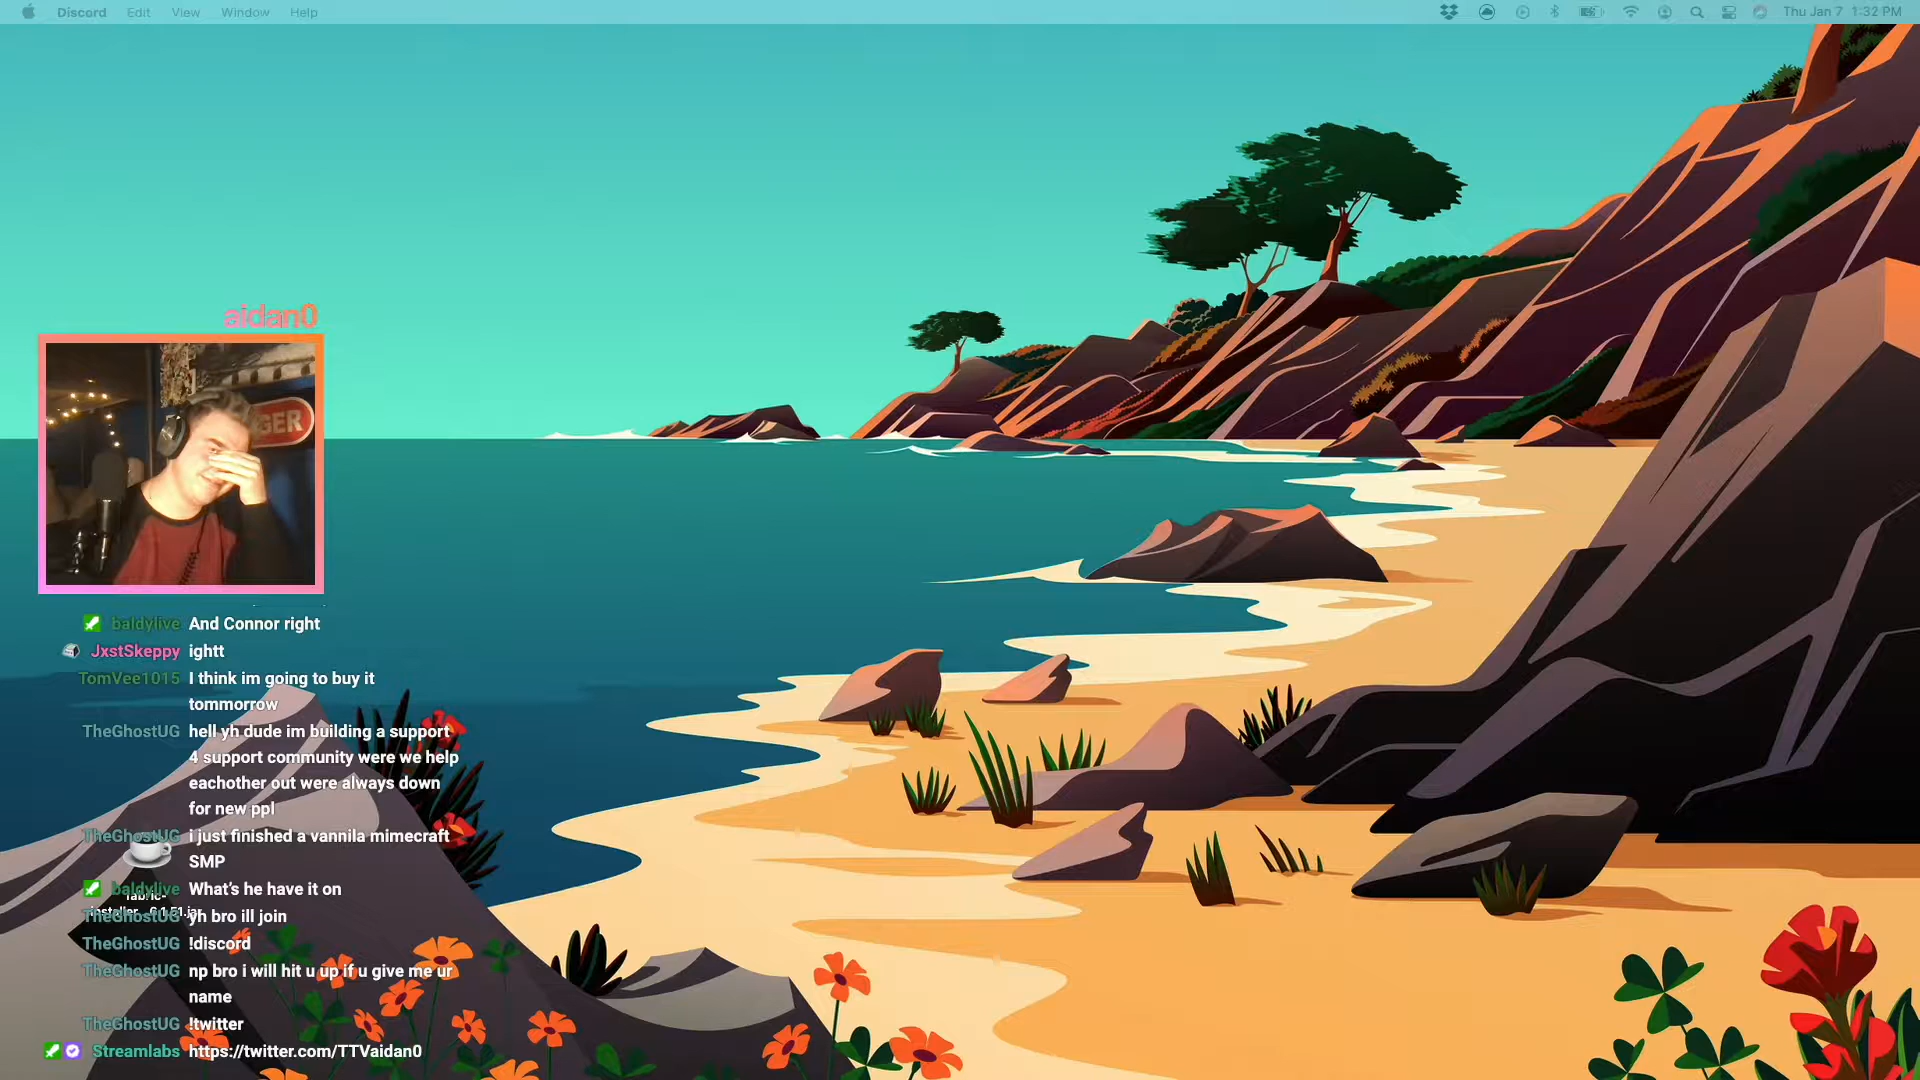 Discord Edit View Window Help Thu Jan 7 1:32 PM
aidan0
GER
baldylive And Connor right
JxstSkeppy ightt
TomVee1015 I think im going to buy it
tommorrow
TheGhostUG hell yh dude im building a support
4 support community were we help
eachother out were always down
for new ppl
TheGhostUG i just finished a vannila mimecraft
SMP
baldylive What's he have it on
fabric-
TheGhostUG yh bro ill join
TheGhostUG !discord
TheGhostUG np bro i will hit u up if u give me ur
name
TheGhostUG !twitter
Streamlabs https://twitter.com/TTVaidan0